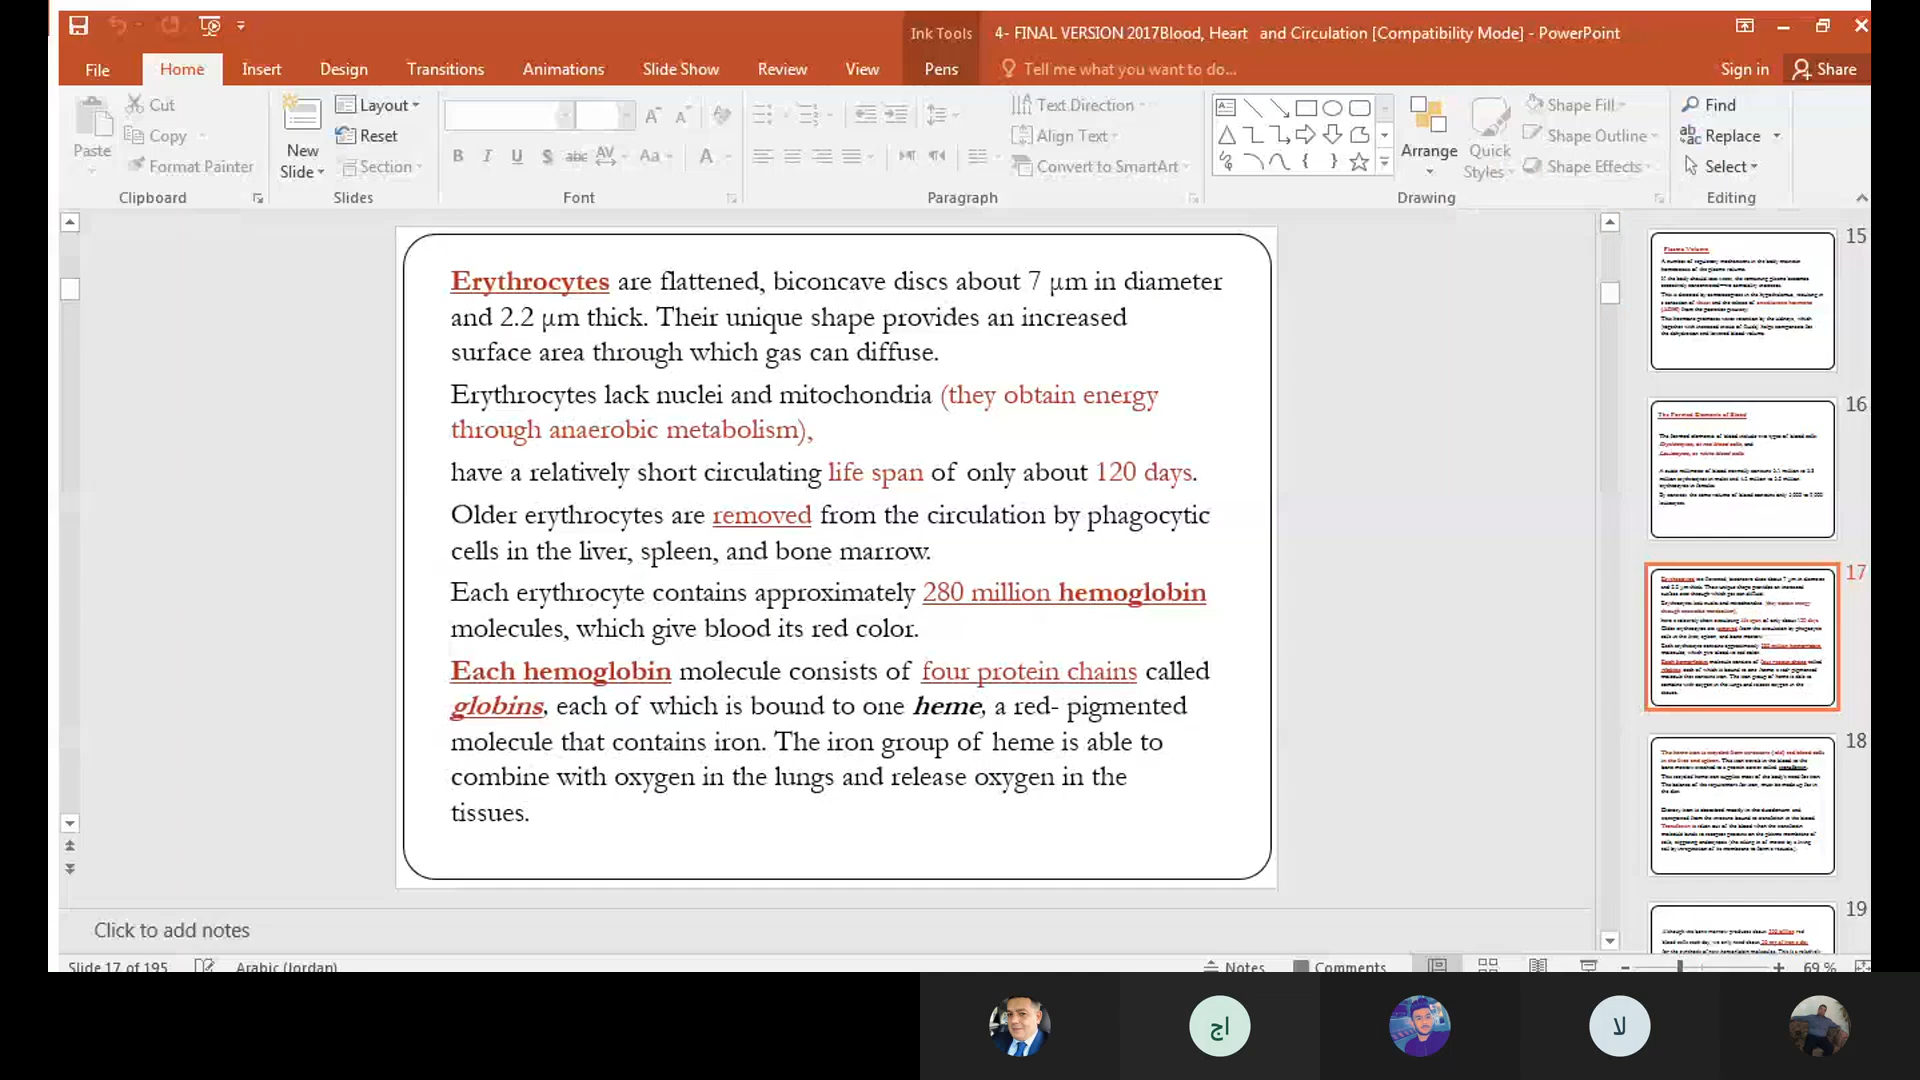 Ink Tools
4- FINAL VERSION 2017Blood, Heart and Circulation [Compatibility Mode] - PowerPoint
File Home Insert Design Transitions Animations Slide Show Review View Pens Tell me what you want to do... Sign in Share
Cut
Copy
Format Painter
Paste
Clipboard
New
Slide
Layout
Reset
Section
Slides
B I U S abc AV Aa A
Font
Text Direction
Align Text
Convert to SmartArt
Paragraph
Arrange
Quick
Styles
Shape Fill
Shape Outline
Shape Effects
Drawing
Find
Replace
Select
Editing
Erythrocytes are flattened, biconcave discs about 7 μm in diameter
and 2.2 μm thick. Their unique shape provides an increased
surface area through which gas can diffuse.
Erythrocytes lack nuclei and mitochondria (they obtain energy
through anaerobic metabolism),
have a relatively short circulating life span of only about 120 days.
Older erythrocytes are removed from the circulation by phagocytic
cells in the liver, spleen, and bone marrow.
Each erythrocyte contains approximately 280 million hemoglobin
molecules, which give blood its red color.
Each hemoglobin molecule consists of four protein chains called
globins, each of which is bound to one heme, a red- pigmented
molecule that contains iron. The iron group of heme is able to
combine with oxygen in the lungs and release oxygen in the
tissues.
15
Plasma Volume
16
The Formed Elements of Blood
17
18
19
Click to add notes
Slide 17 of 195
Arabic (Jordan)
Notes
Comments
69 %
اج
لا